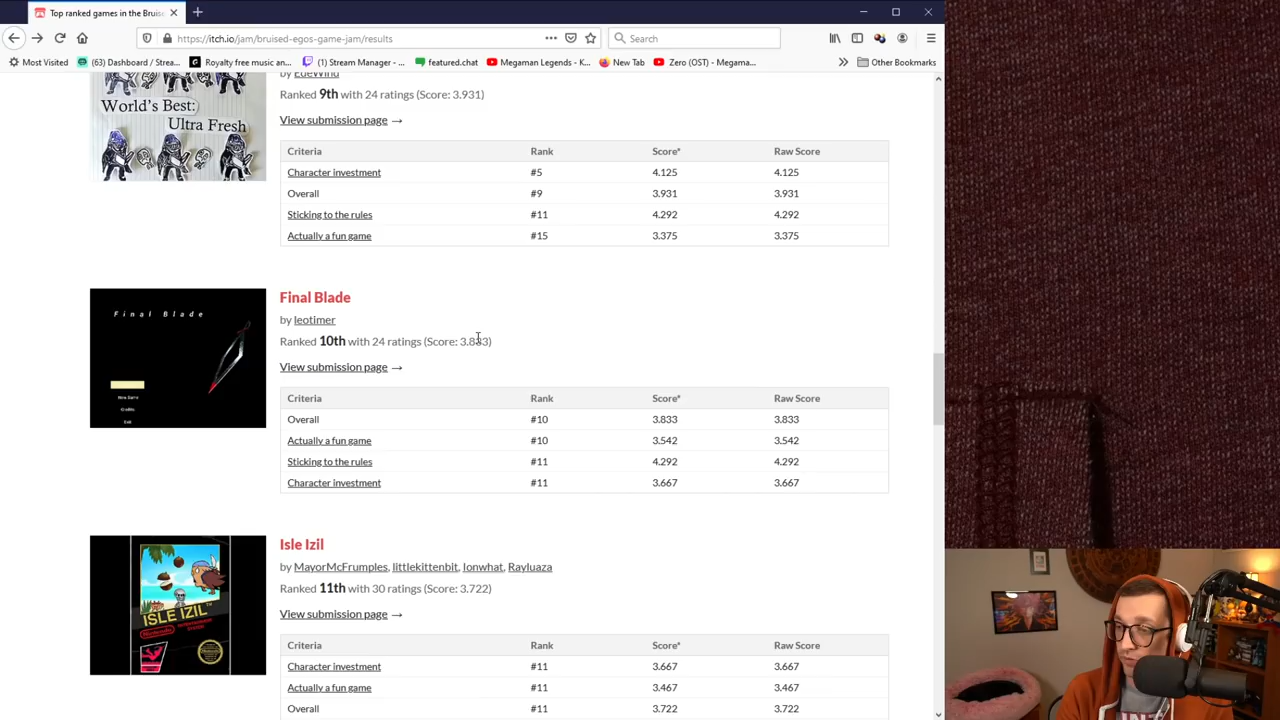 Top ranked games in the Bruise
https://itch.io/jam/bruised-egos-game-jam/results
Search
Most Visited
(63) Dashboard / Strea...
Royalty free music an...
(1) Stream Manager - ...
featured.chat
Megaman Legends - K...
New Tab
Zero (OST) - Megama...
Other Bookmarks
by EdeWind
World's Best:
Ultra Fresh
Ranked 9th with 24 ratings (Score: 3.931)
View submission page →
Criteria Rank Score* Raw Score
Character investment #5 4.125 4.125
Overall #9 3.931 3.931
Sticking to the rules #11 4.292 4.292
Actually a fun game #15 3.375 3.375
Final Blade
Final Blade
New Game
Credits
Exit
by leotimer
Ranked 10th with 24 ratings (Score: 3.833)
View submission page →
Criteria Rank Score* Raw Score
Overall #10 3.833 3.833
Actually a fun game #10 3.542 3.542
Sticking to the rules #11 4.292 4.292
Character investment #11 3.667 3.667
Isle Izil
ISLE IZIL™
Nintendo
by MayorMcFrumples, littlekittenbit, Ionwhat, Rayluaza
Ranked 11th with 30 ratings (Score: 3.722)
View submission page →
Criteria Rank Score* Raw Score
Character investment #11 3.667 3.667
Actually a fun game #11 3.467 3.467
Overall #11 3.722 3.722